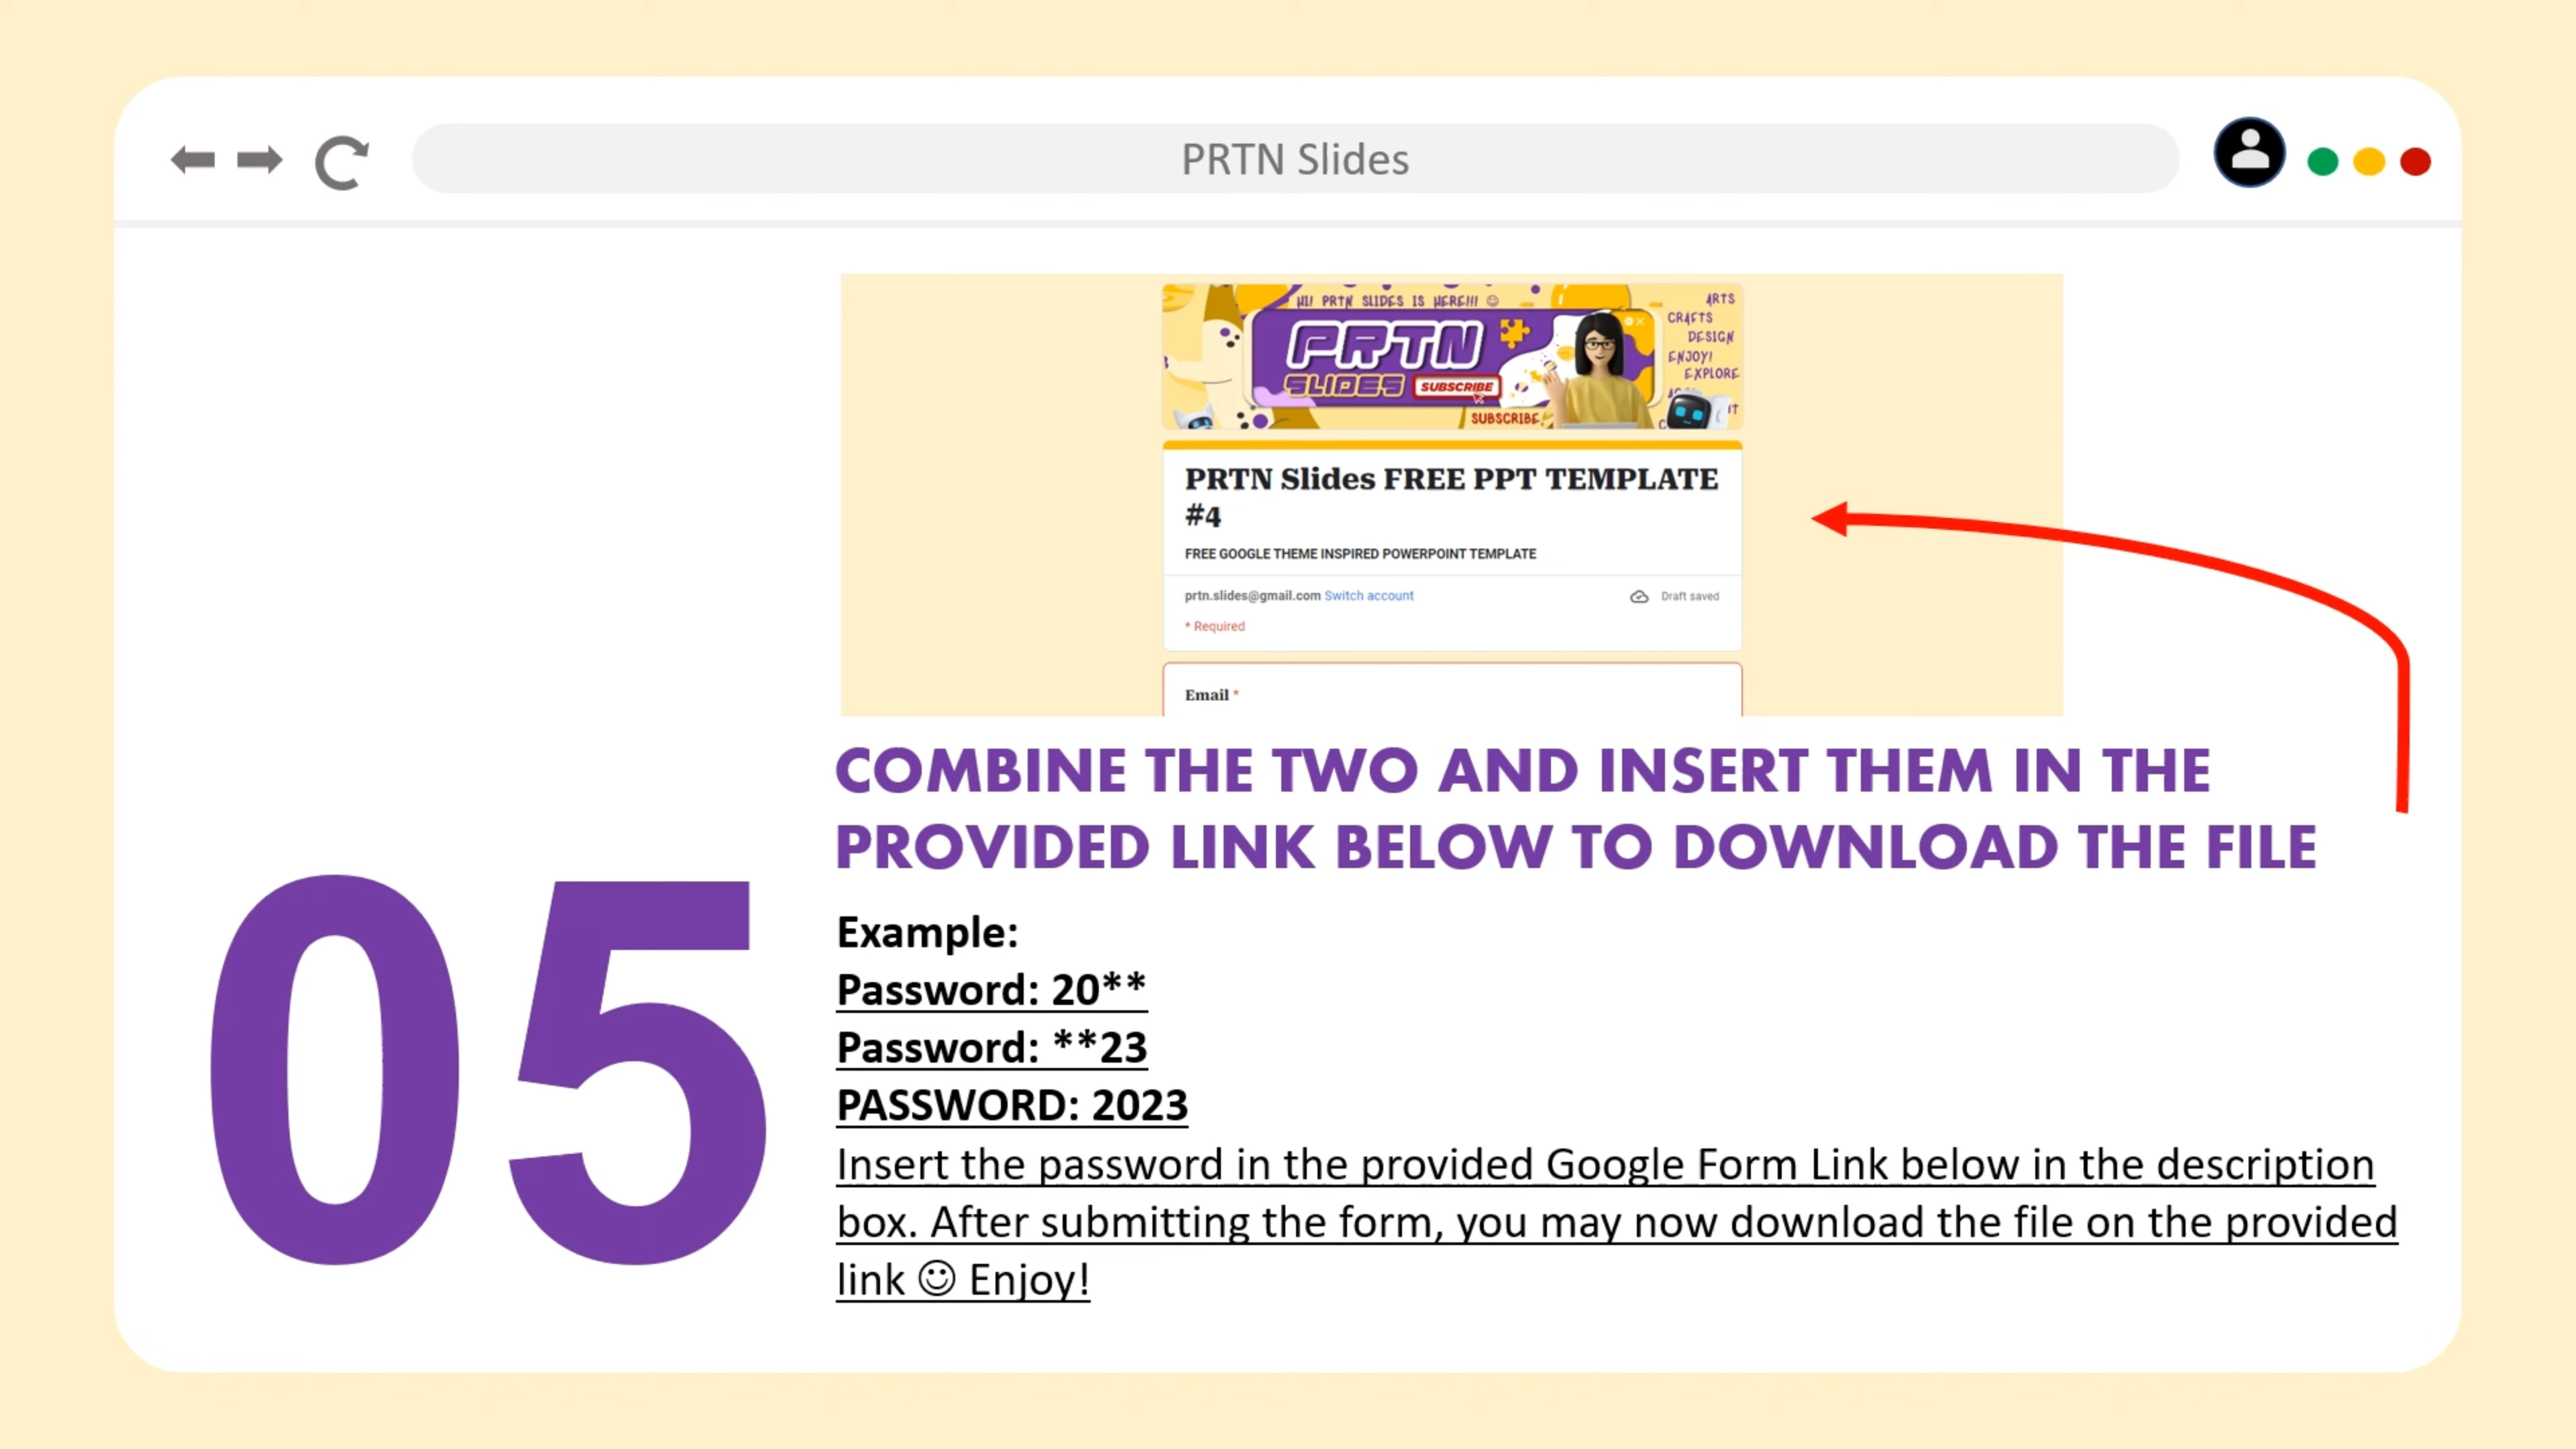 PRTN Slides
HI! PRTN SLIDES IS HERE!!! ☺
ARTS
CRAFTS
DESIGN
ENJOY!
EXPLORE
PRTN
SLIDES
SUBSCRIBE
SUBSCRIBE
PRTN Slides FREE PPT TEMPLATE
#4
FREE GOOGLE THEME INSPIRED POWERPOINT TEMPLATE
prtn.slides@gmail.com Switch account
Draft saved
* Required
Email *
COMBINE THE TWO AND INSERT THEM IN THE
PROVIDED LINK BELOW TO DOWNLOAD THE FILE
05
Example:
Password: 20**
Password: **23
PASSWORD: 2023
Insert the password in the provided Google Form Link below in the description
box. After submitting the form, you may now download the file on the provided
link ☺ Enjoy!